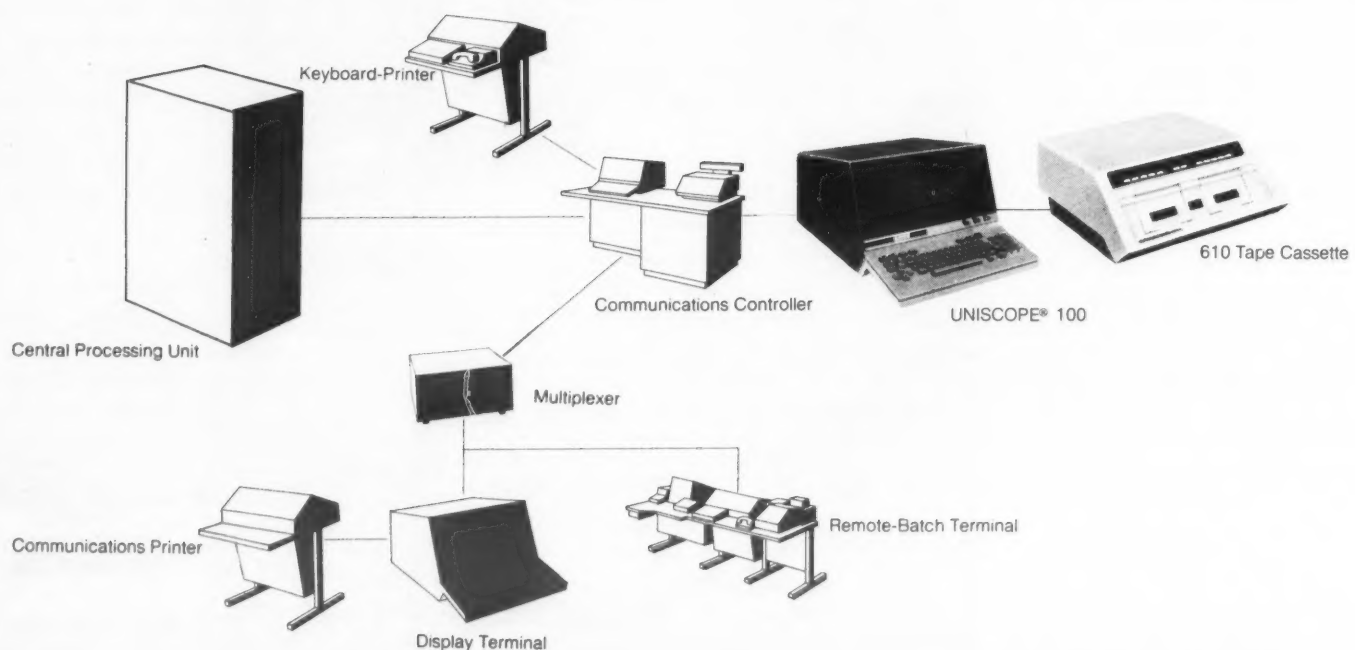 Keyboard-Printer
610 Tape Cassette
Communications Controller
UNISCOPE® 100
Central Processing Unit
Multiplexer
Remote-Batch Terminal
Communications Printer
Display Terminal